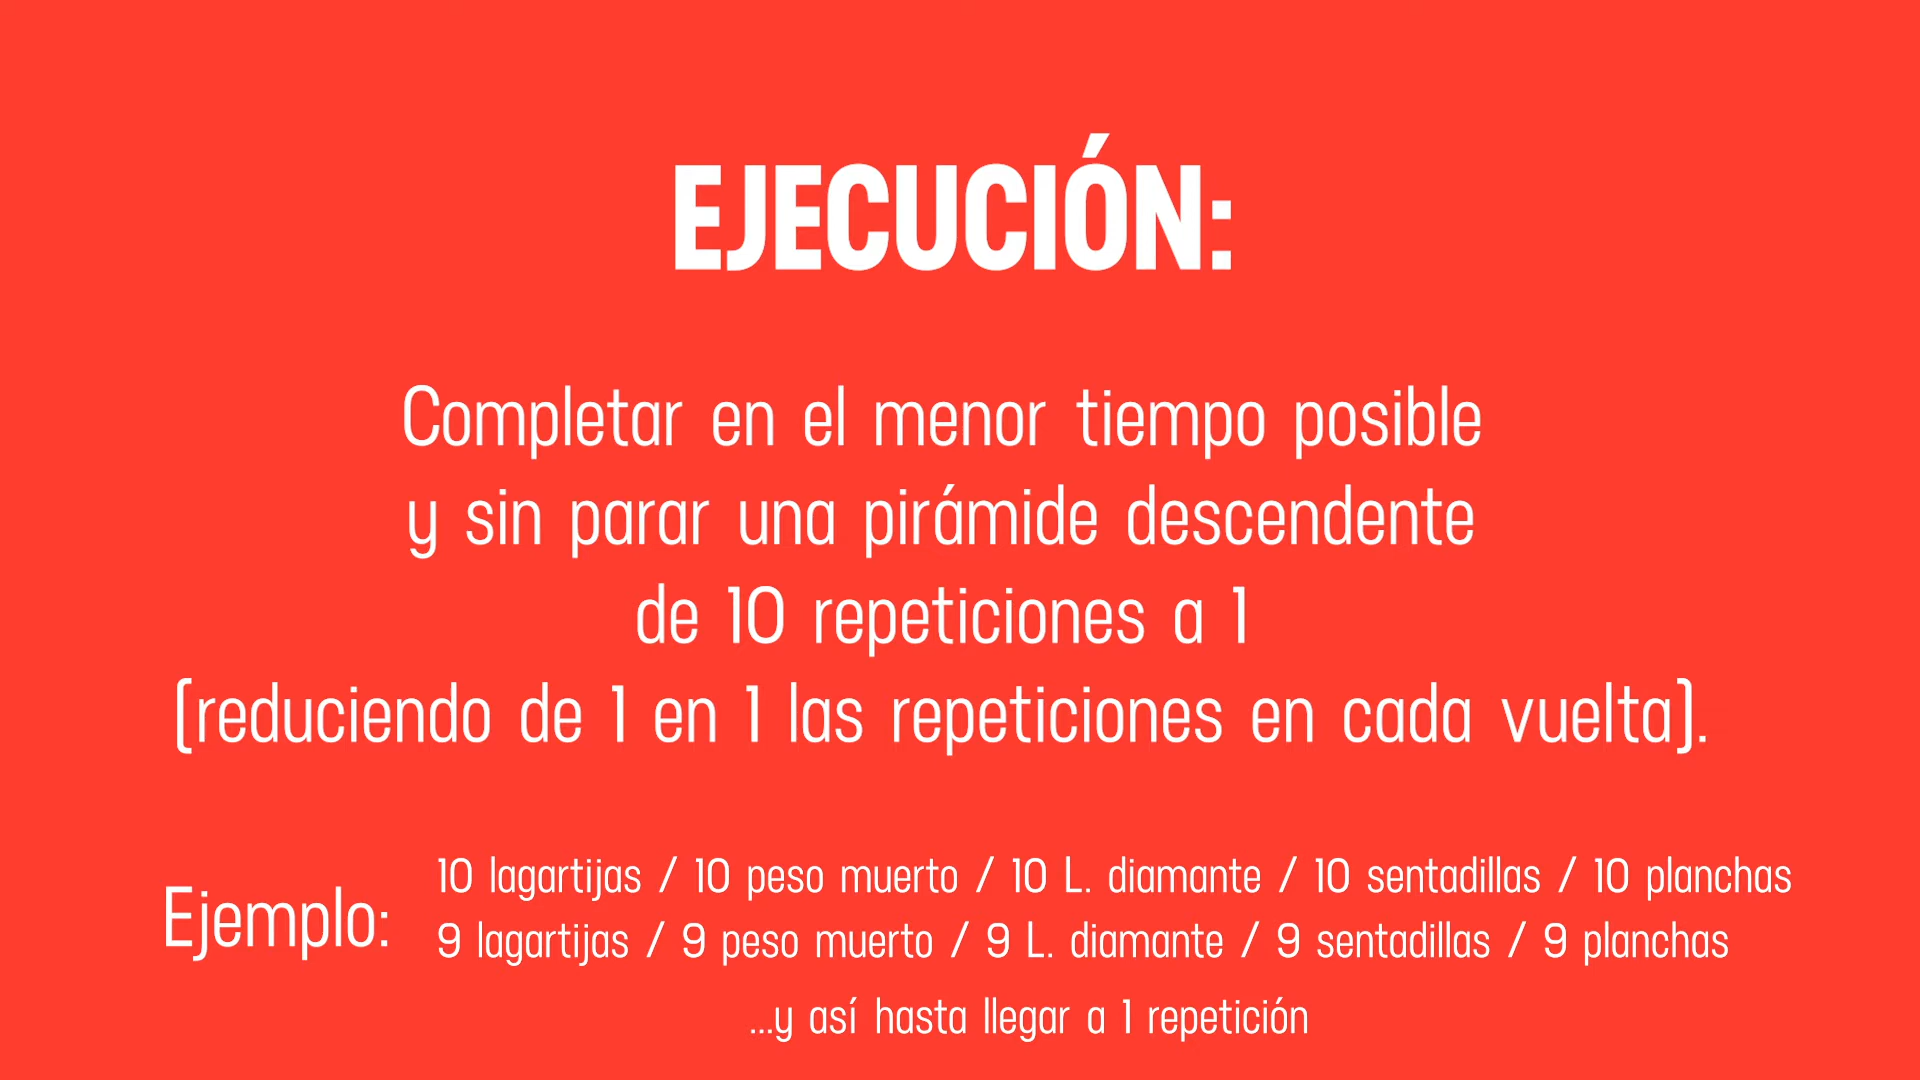 EJECUCIÓN:
Completar en el menor tiempo posible
y sin parar una pirámide descendente
de 10 repeticiones a 1
(reduciendo de 1 en 1 las repeticiones en cada vuelta).
Ejemplo:
10 lagartijas / 10 peso muerto / 10 L. diamante / 10 sentadillas / 10 planchas
9 lagartijas / 9 peso muerto / 9 L. diamante / 9 sentadillas / 9 planchas
...y así hasta llegar a 1 repetición